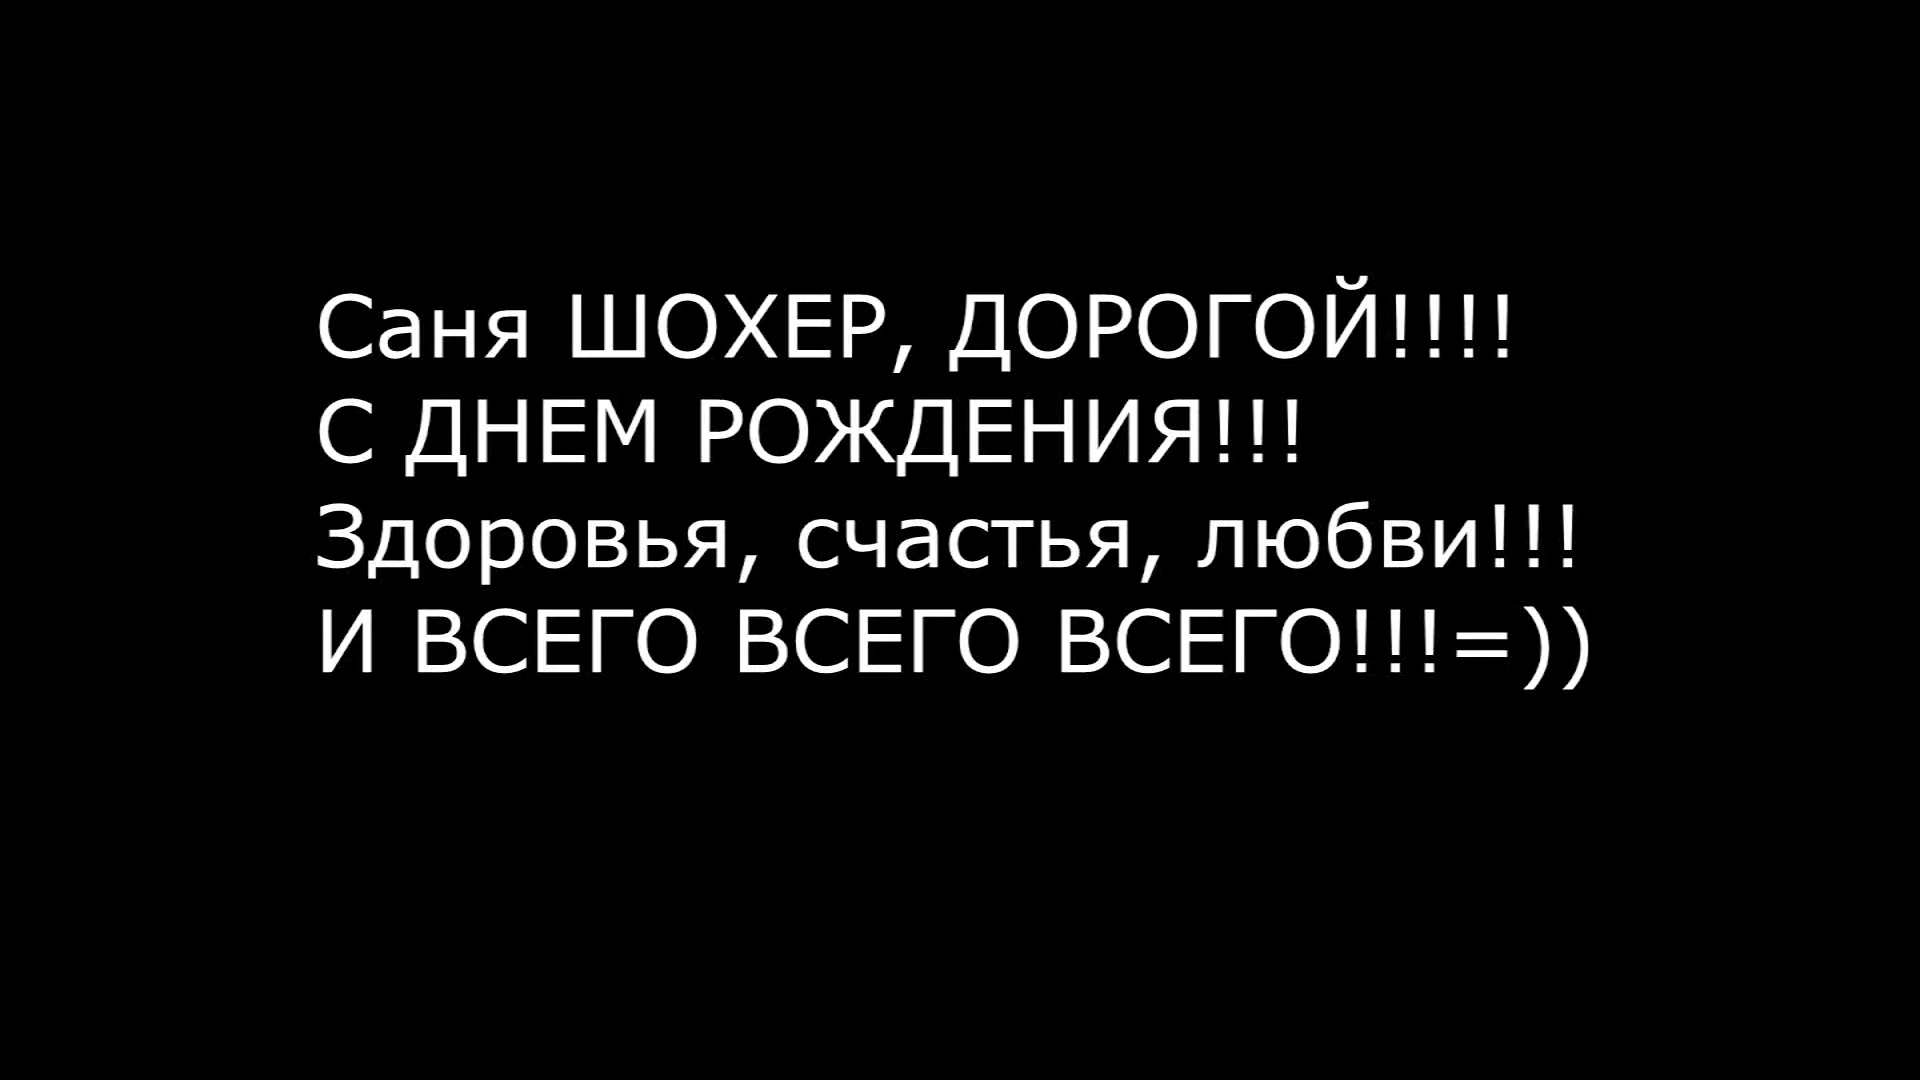 Саня ШОХЕР, ДОРОГОЙ!!!!
С ДНЕМ РОЖДЕНИЯ!!!
Здоровья, счастья, любви!!!
И ВСЕГО ВСЕГО ВСЕГО!!!=))